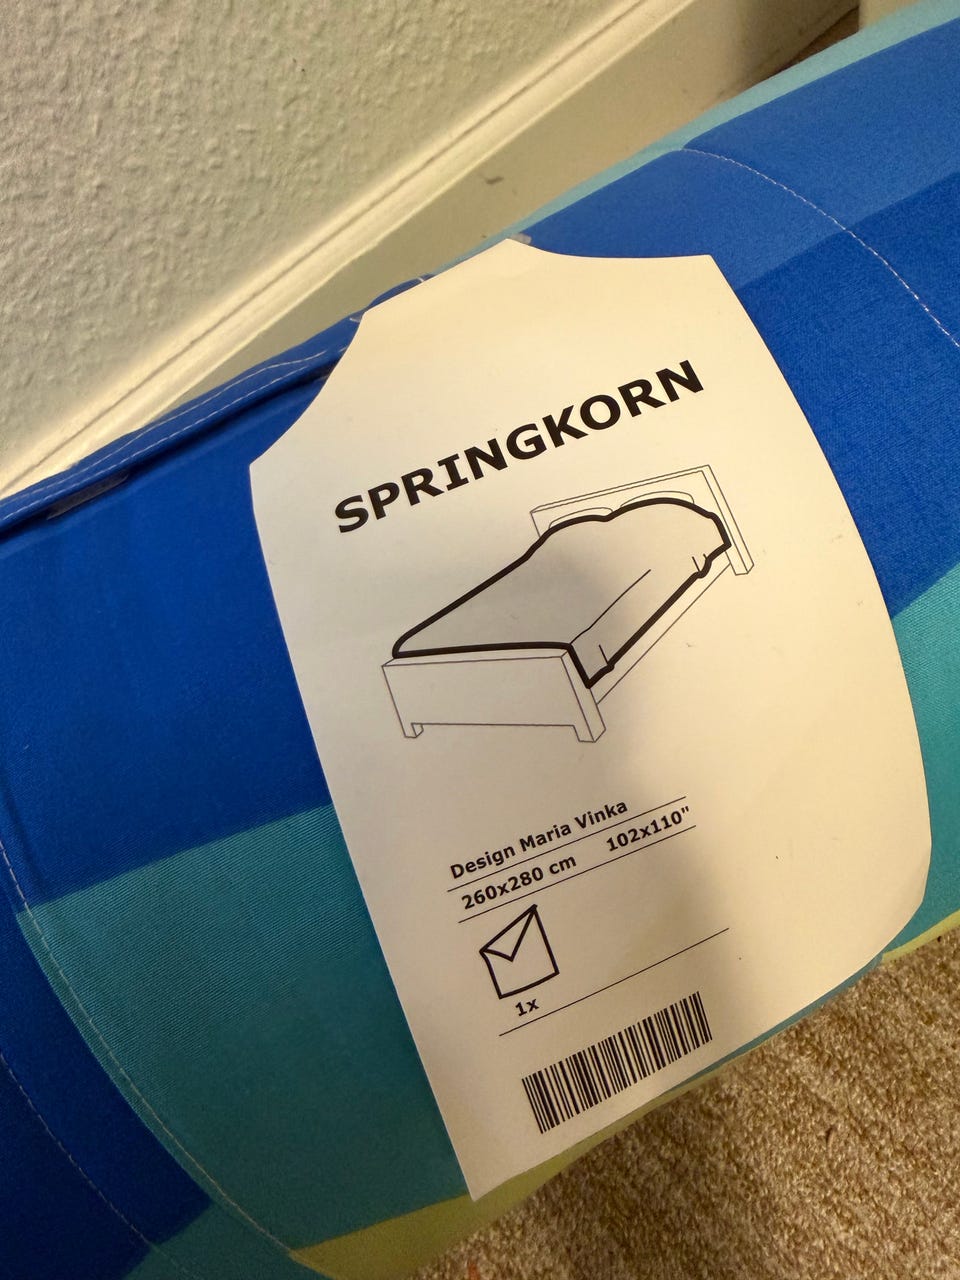 SPRINGKORN
Design Maria Vinka
260x280 cm 102x110"
1x